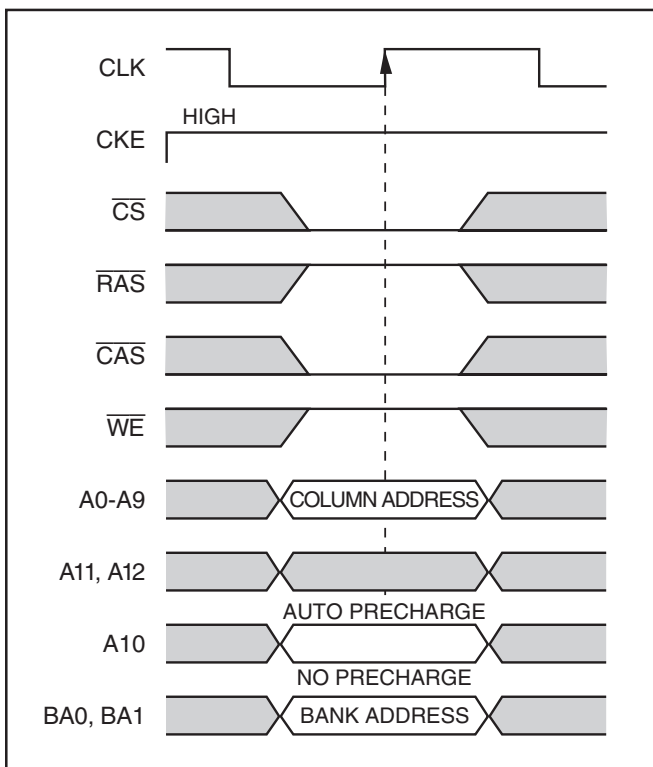 CLK
HIGH
CKE
CS
RAS
CAS
WE
A0-A9 COLUMN ADDRESS
A11, A12
AUTO PRECHARGE
A10
NO PRECHARGE
BA0, BA1 BANK ADDRESS